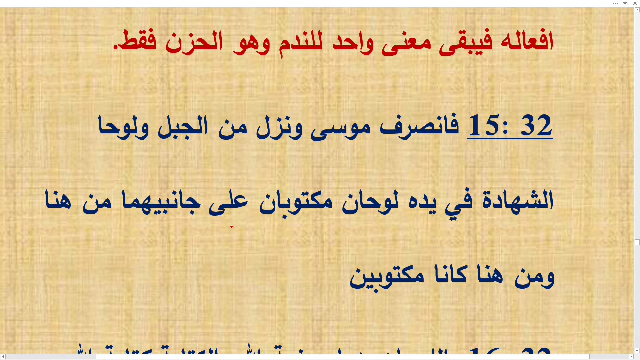 افعاله فيبقى معنى واحد للندم وهو الحزن فقط.
32 :15 فانصرف موسى ونزل من الجبل ولوحا
الشهادة في يده لوحان مكتوبان على جانبيهما من هنا
ومن هنا كانا مكتوبين